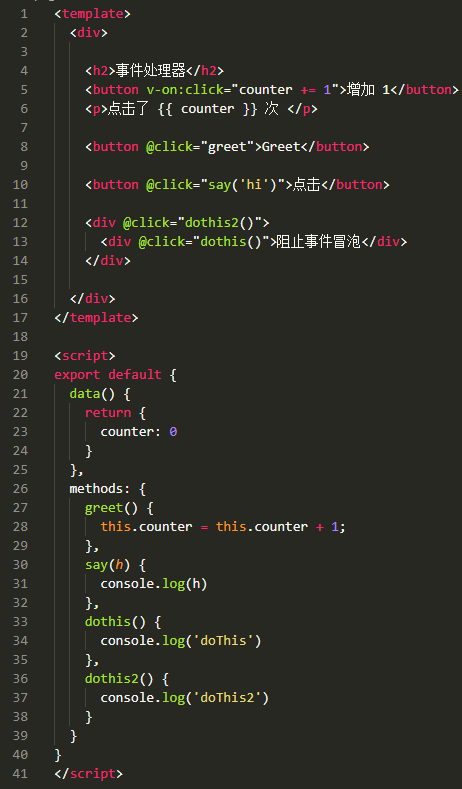 1 <template>
2   <div>
3
4     <h2>事件处理器</h2>
5     <button v-on:click="counter += 1">增加 1</button>
6     <p>点击了 {{ counter }} 次 </p>
7
8     <button @click="greet">Greet</button>
9
10     <button @click="say('hi')">点击</button>
11
12     <div @click="dothis2()">
13       <div @click="dothis()">阻止事件冒泡</div>
14     </div>
15
16   </div>
17 </template>
18
19 <script>
20 export default {
21   data() {
22     return {
23       counter: 0
24     }
25   },
26   methods: {
27     greet() {
28       this.counter = this.counter + 1;
29     },
30     say(h) {
31       console.log(h)
32     },
33     dothis() {
34       console.log('doThis')
35     },
36     dothis2() {
37       console.log('doThis2')
38     }
39   }
40 }
41 </script>